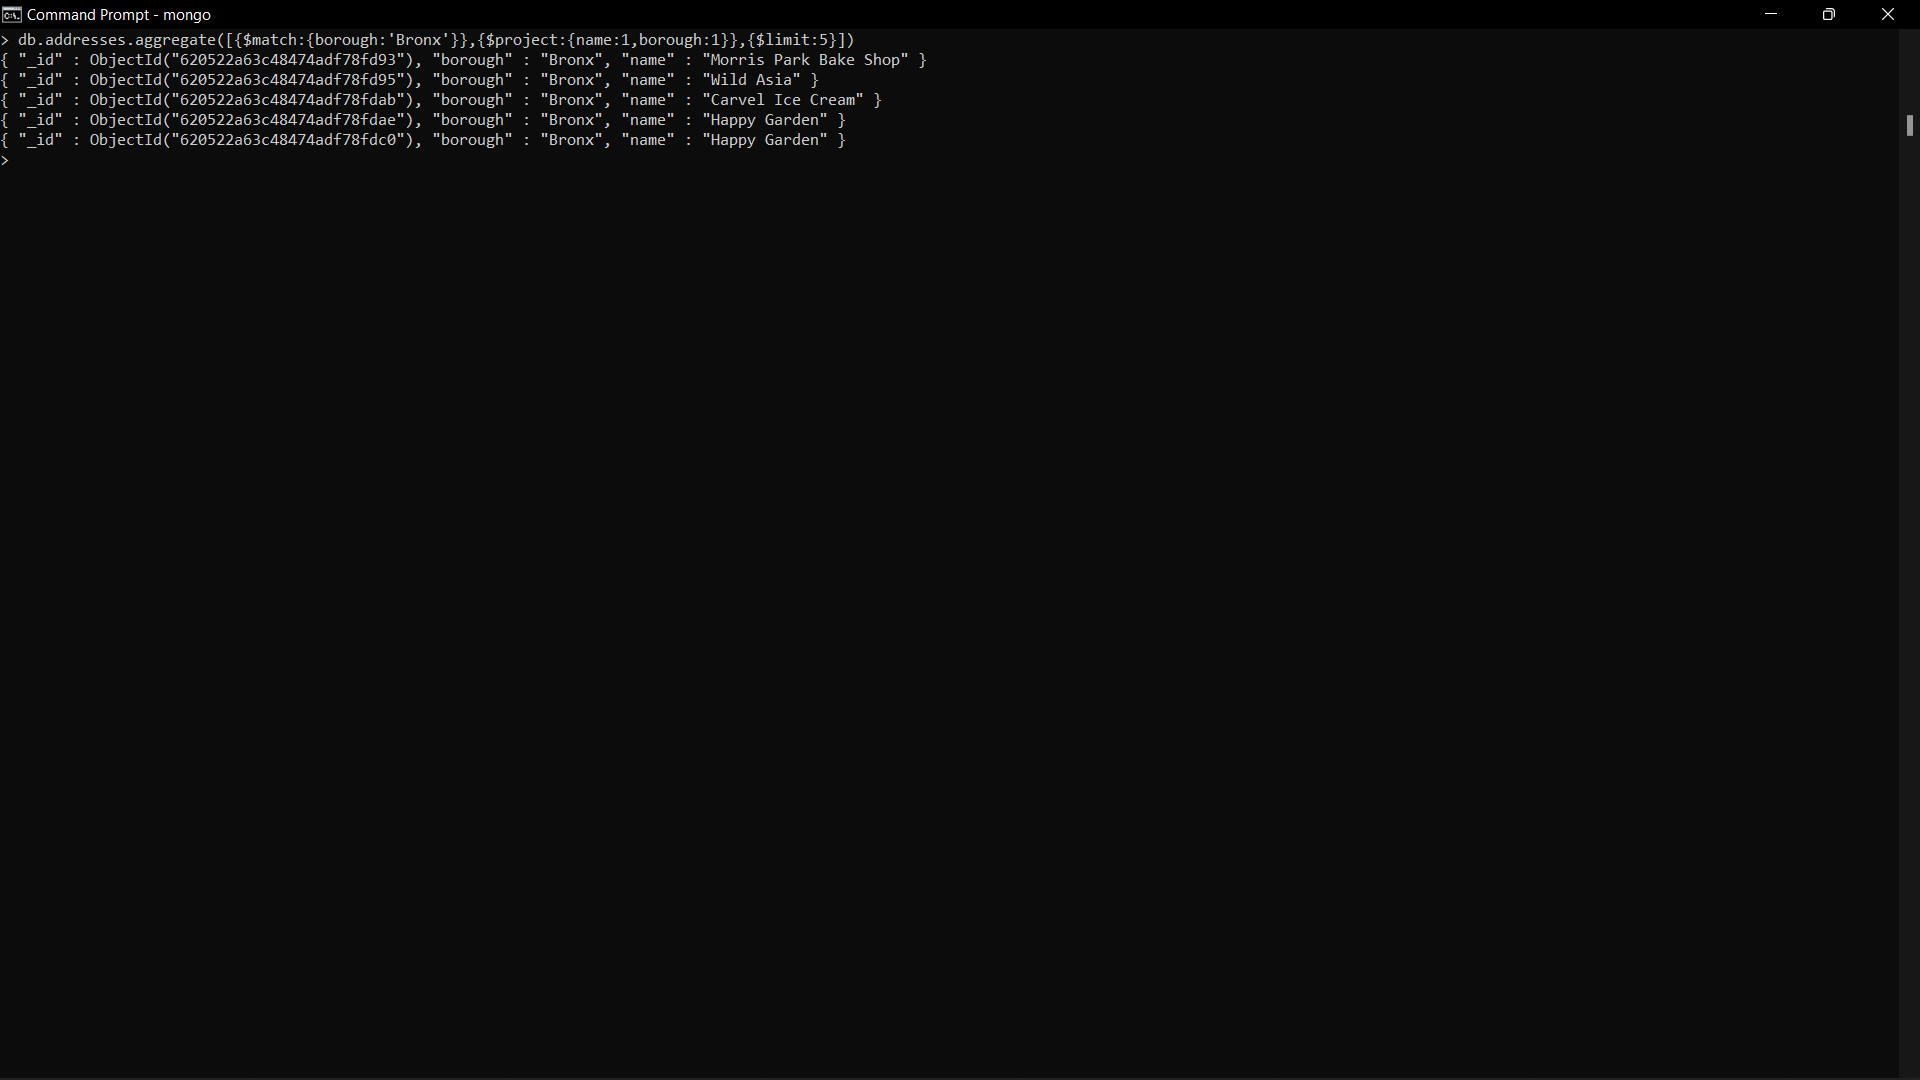 Command Prompt - mongo
> db.addresses.aggregate([{$match:{borough:'Bronx'}},{$project:{name:1,borough:1}},{$limit:5}])
{ "_id" : ObjectId("620522a63c48474adf78fd93"), "borough" : "Bronx", "name" : "Morris Park Bake Shop" }
{ "_id" : ObjectId("620522a63c48474adf78fd95"), "borough" : "Bronx", "name" : "Wild Asia" }
{ "_id" : ObjectId("620522a63c48474adf78fdab"), "borough" : "Bronx", "name" : "Carvel Ice Cream" }
{ "_id" : ObjectId("620522a63c48474adf78fdae"), "borough" : "Bronx", "name" : "Happy Garden" }
{ "_id" : ObjectId("620522a63c48474adf78fdc0"), "borough" : "Bronx", "name" : "Happy Garden" }
>